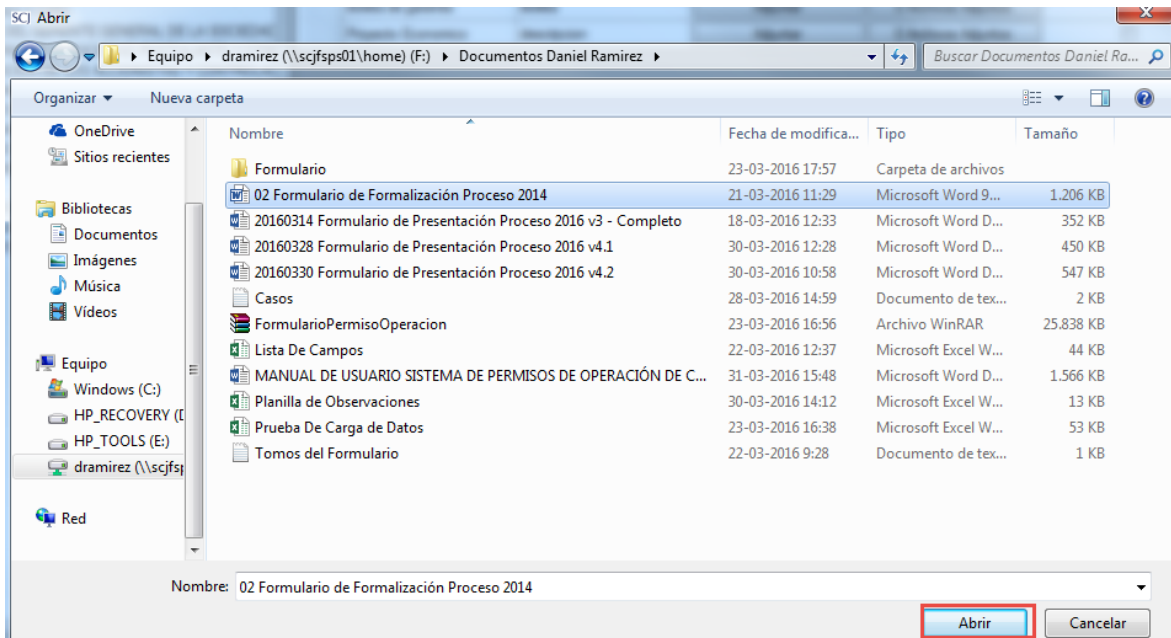 SCJ Abrir
Equipo dramirez (\\scjfsps01\home) (F:) Documentos Daniel Ramirez Buscar Documentos Daniel Ra...
Organizar Nueva carpeta
OneDrive
Sitios recientes
Bibliotecas
Documentos
Imágenes
Música
Vídeos
Equipo
Windows (C:)
HP_RECOVERY (D
HP_TOOLS (E:)
dramirez (\\scjfsp
Red
Nombre Fecha de modifica... Tipo Tamaño
Formulario 23-03-2016 17:57 Carpeta de archivos
02 Formulario de Formalización Proceso 2014 21-03-2016 11:29 Microsoft Word 9... 1.206 KB
20160314 Formulario de Presentación Proceso 2016 v3 - Completo 18-03-2016 12:33 Microsoft Word D... 352 KB
20160328 Formulario de Presentación Proceso 2016 v4.1 30-03-2016 12:28 Microsoft Word D... 450 KB
20160330 Formulario de Presentación Proceso 2016 v4.2 30-03-2016 10:58 Microsoft Word D... 547 KB
Casos 28-03-2016 14:59 Documento de tex... 2 KB
FormularioPermisoOperacion 23-03-2016 16:56 Archivo WinRAR 25.838 KB
Lista De Campos 22-03-2016 12:37 Microsoft Excel W... 44 KB
MANUAL DE USUARIO SISTEMA DE PERMISOS DE OPERACIÓN DE C... 31-03-2016 15:48 Microsoft Word D... 1.566 KB
Planilla de Observaciones 30-03-2016 14:12 Microsoft Excel W... 13 KB
Prueba De Carga de Datos 23-03-2016 16:38 Microsoft Excel W... 53 KB
Tomos del Formulario 22-03-2016 9:28 Documento de tex... 1 KB
Nombre: 02 Formulario de Formalización Proceso 2014
Abrir Cancelar